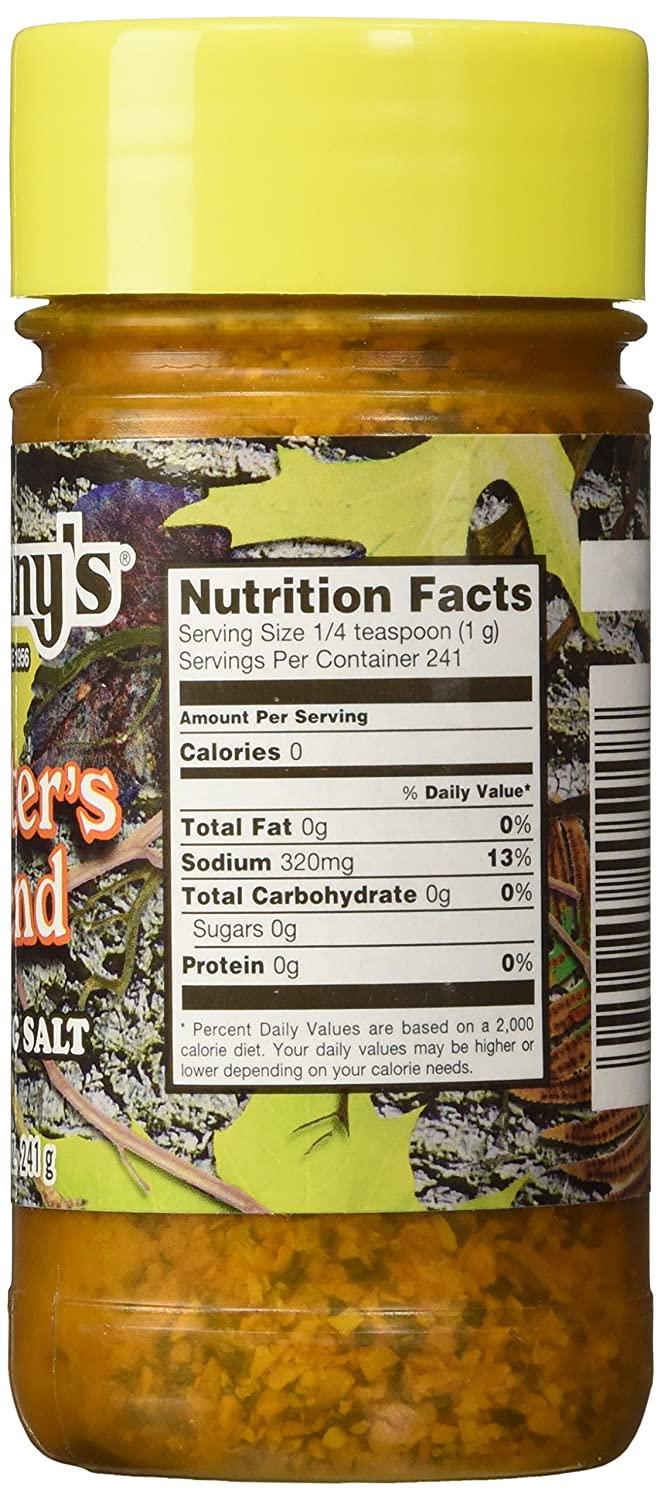 ny's®
1956
er's
nd
SALT
241 g
Nutrition Facts
Serving Size 1/4 teaspoon (1 g)
Servings Per Container 241
Amount Per Serving
Calories 0
% Daily Value*
Total Fat 0g 0%
Sodium 320mg 13%
Total Carbohydrate 0g 0%
Sugars 0g
Protein 0g 0%
* Percent Daily Values are based on a 2,000
calorie diet. Your daily values may be higher or
lower depending on your calorie needs.